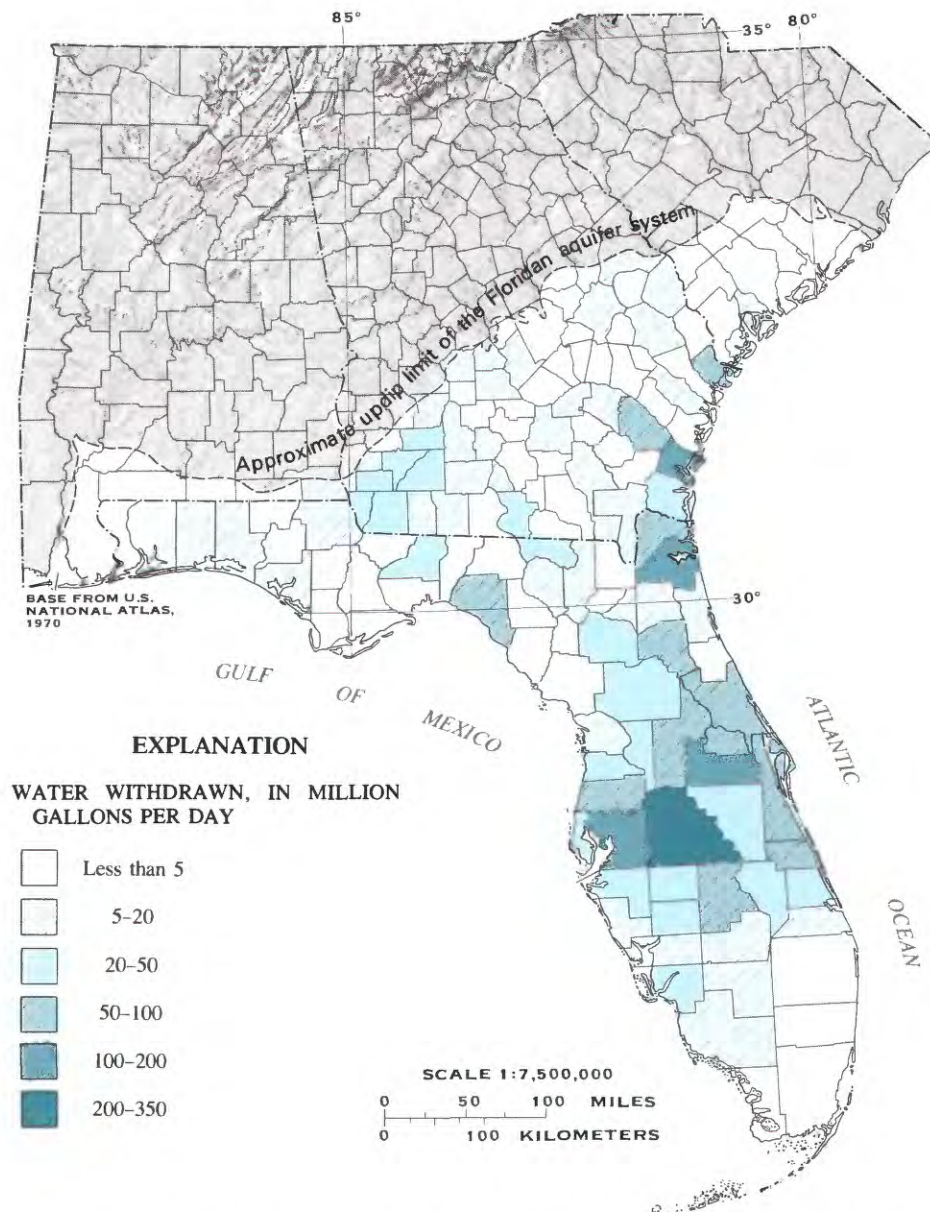 85°
35°
80°
Approximate updip limit of the Floridan aquifer system
BASE FROM U.S.
NATIONAL ATLAS,
1970
30°
GULF OF MEXICO
ATLANTIC
OCEAN
EXPLANATION
WATER WITHDRAWN, IN MILLION
GALLONS PER DAY
Less than 5
5–20
20–50
50–100
100–200
200–350
SCALE 1:7,500,000
0 50 100 MILES
0 100 KILOMETERS